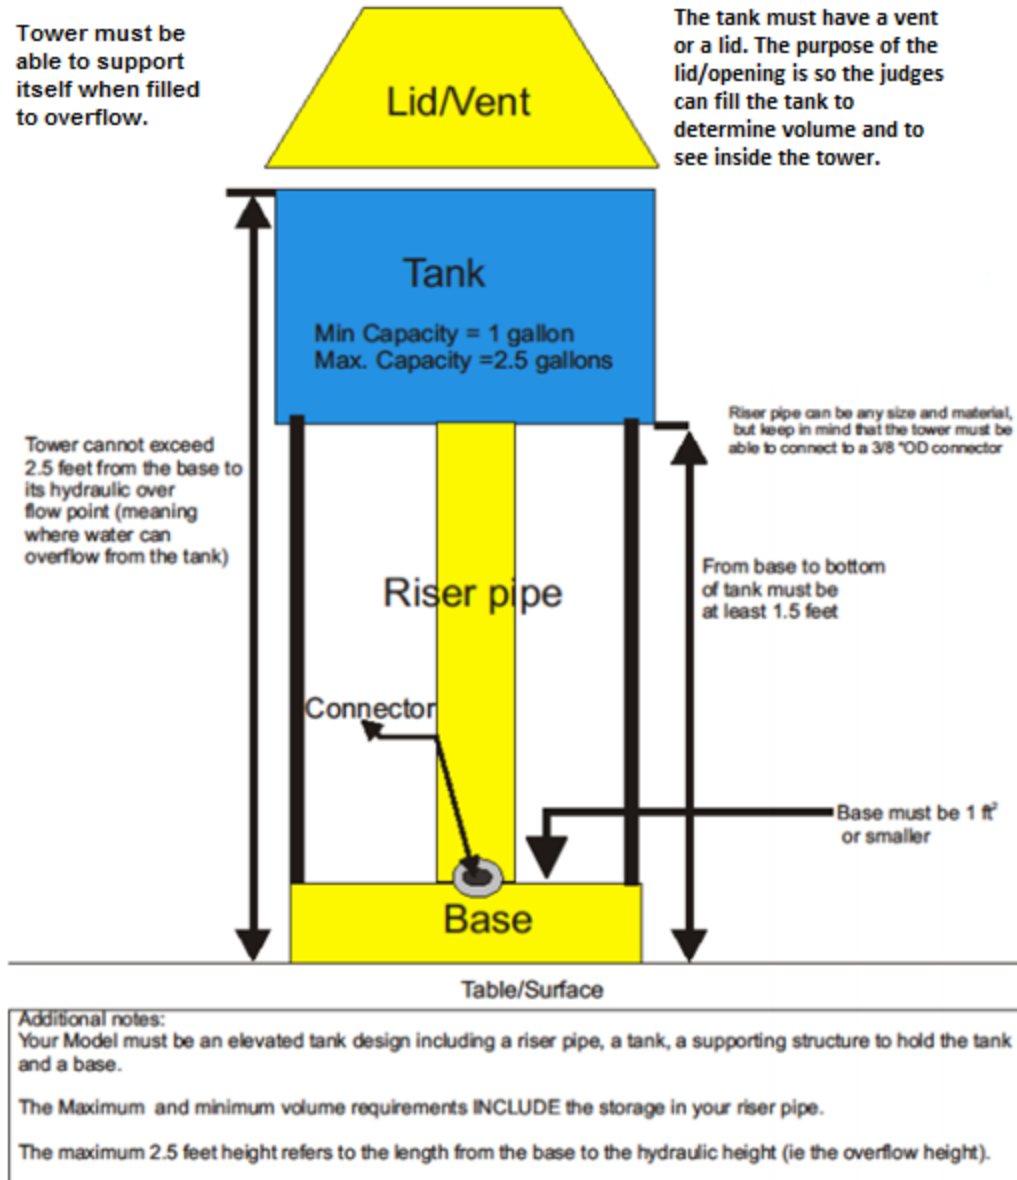 Tower must be
able to support
itself when filled
to overflow.
Lid/Vent
The tank must have a vent
or a lid. The purpose of the
lid/opening is so the judges
can fill the tank to
determine volume and to
see inside the tower.
Tank
Min Capacity = 1 gallon
Max. Capacity =2.5 gallons
Riser pipe can be any size and material,
but keep in mind that the tower must be
able to connect to a 3/8 "OD connector
Tower cannot exceed
2.5 feet from the base to
its hydraulic over
flow point (meaning
where water can
overflow from the tank)
From base to bottom
of tank must be
at least 1.5 feet
Riser pipe
Connector
Base must be 1 ft²
or smaller
Base
Table/Surface
Additional notes:
Your Model must be an elevated tank design including a riser pipe, a tank, a supporting structure to hold the tank
and a base.
The Maximum and minimum volume requirements INCLUDE the storage in your riser pipe.
The maximum 2.5 feet height refers to the length from the base to the hydraulic height (ie the overflow height).